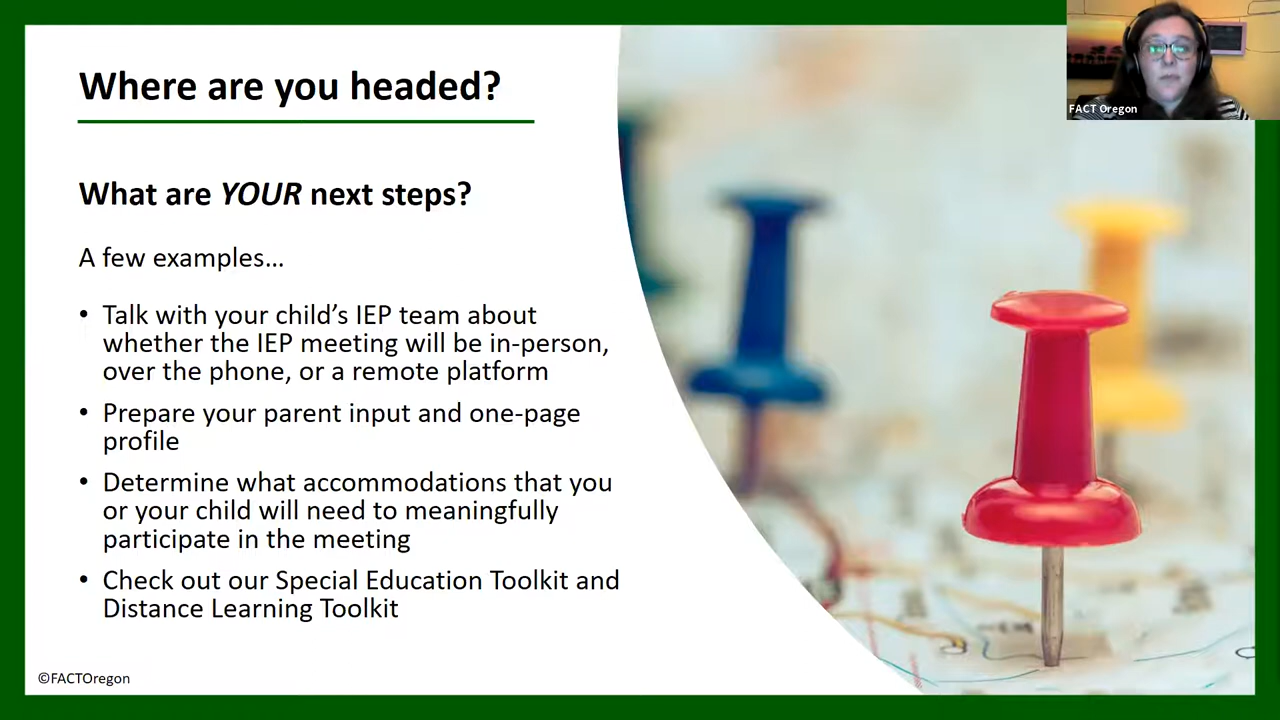 Where are you headed?
FACT Oregon
What are YOUR next steps?
A few examples...
• Talk with your child’s IEP team about
whether the IEP meeting will be in-person,
over the phone, or a remote platform
• Prepare your parent input and one-page
profile
• Determine what accommodations that you
or your child will need to meaningfully
participate in the meeting
• Check out our Special Education Toolkit and
Distance Learning Toolkit
©FACTOregon